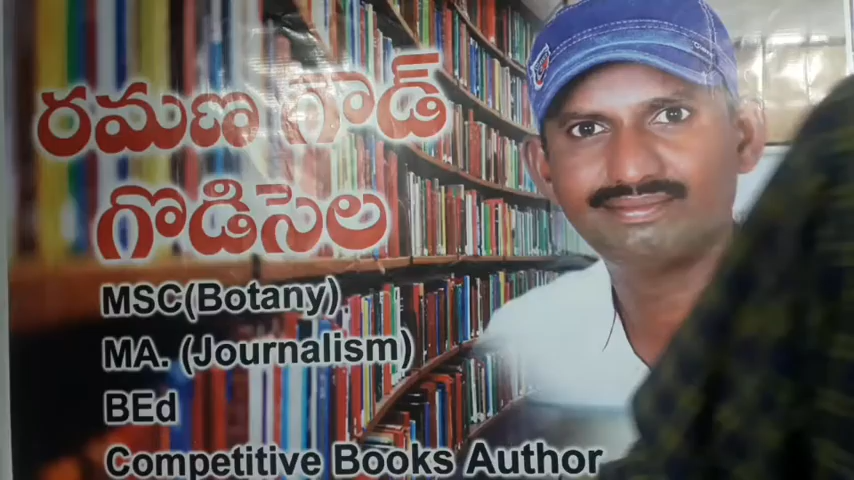 రమణ గౌడ్
గొడిసెల
MSC(Botany)
MA. (Journalism)
BEd
Competitive Books Author